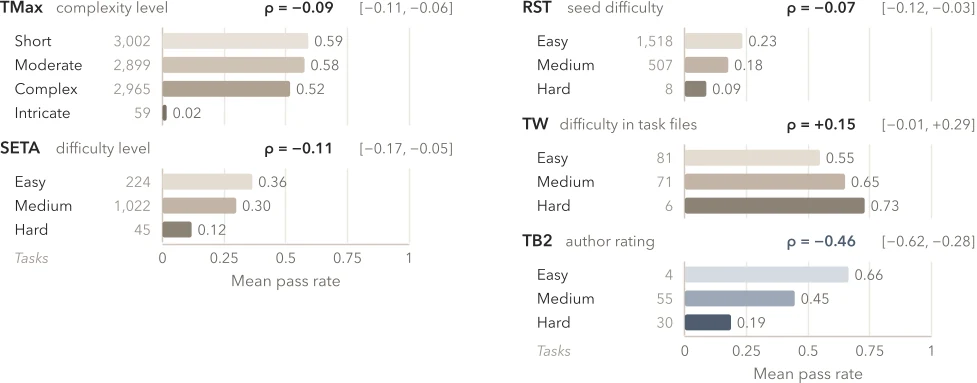 TMax complexity level ρ = −0.09 [−0.11, −0.06]
Short 3,002 0.59
Moderate 2,899 0.58
Complex 2,965 0.52
Intricate 59 0.02
SETA difficulty level ρ = −0.11 [−0.17, −0.05]
Easy 224 0.36
Medium 1,022 0.30
Hard 45 0.12
Tasks 0 0.25 0.5 0.75 1
Mean pass rate
RST seed difficulty ρ = −0.07 [−0.12, −0.03]
Easy 1,518 0.23
Medium 507 0.18
Hard 8 0.09
TW difficulty in task files ρ = +0.15 [−0.01, +0.29]
Easy 81 0.55
Medium 71 0.65
Hard 6 0.73
TB2 author rating ρ = −0.46 [−0.62, −0.28]
Easy 4 0.66
Medium 55 0.45
Hard 30 0.19
Tasks 0 0.25 0.5 0.75 1
Mean pass rate